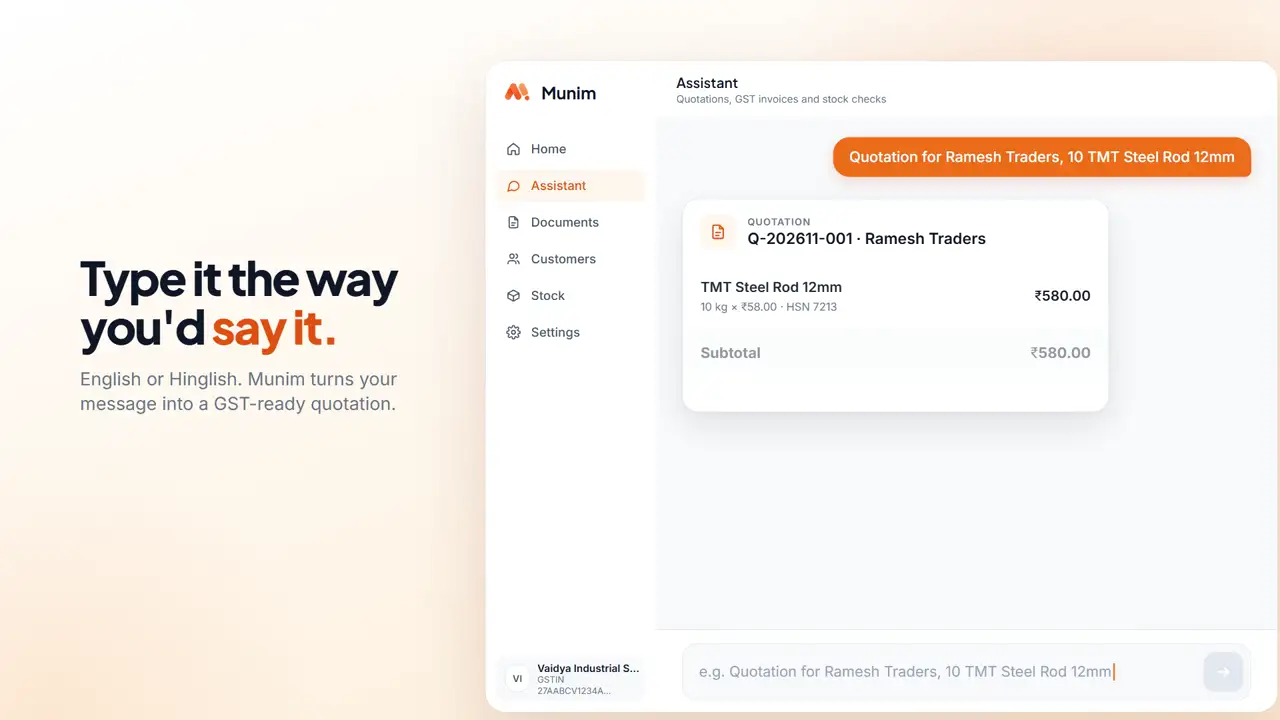 Type it the way
you'd say it.
English or Hinglish. Munim turns your
message into a GST-ready quotation.
Munim
Home
Assistant
Documents
Customers
Stock
Settings
VI
Vaidya Industrial S...
GSTIN
27AABCV1234A...
Assistant
Quotations, GST invoices and stock checks
Quotation for Ramesh Traders, 10 TMT Steel Rod 12mm
QUOTATION
Q-202611-001 · Ramesh Traders
TMT Steel Rod 12mm
10 kg × ₹58.00 · HSN 7213
₹580.00
Subtotal ₹580.00
e.g. Quotation for Ramesh Traders, 10 TMT Steel Rod 12mm